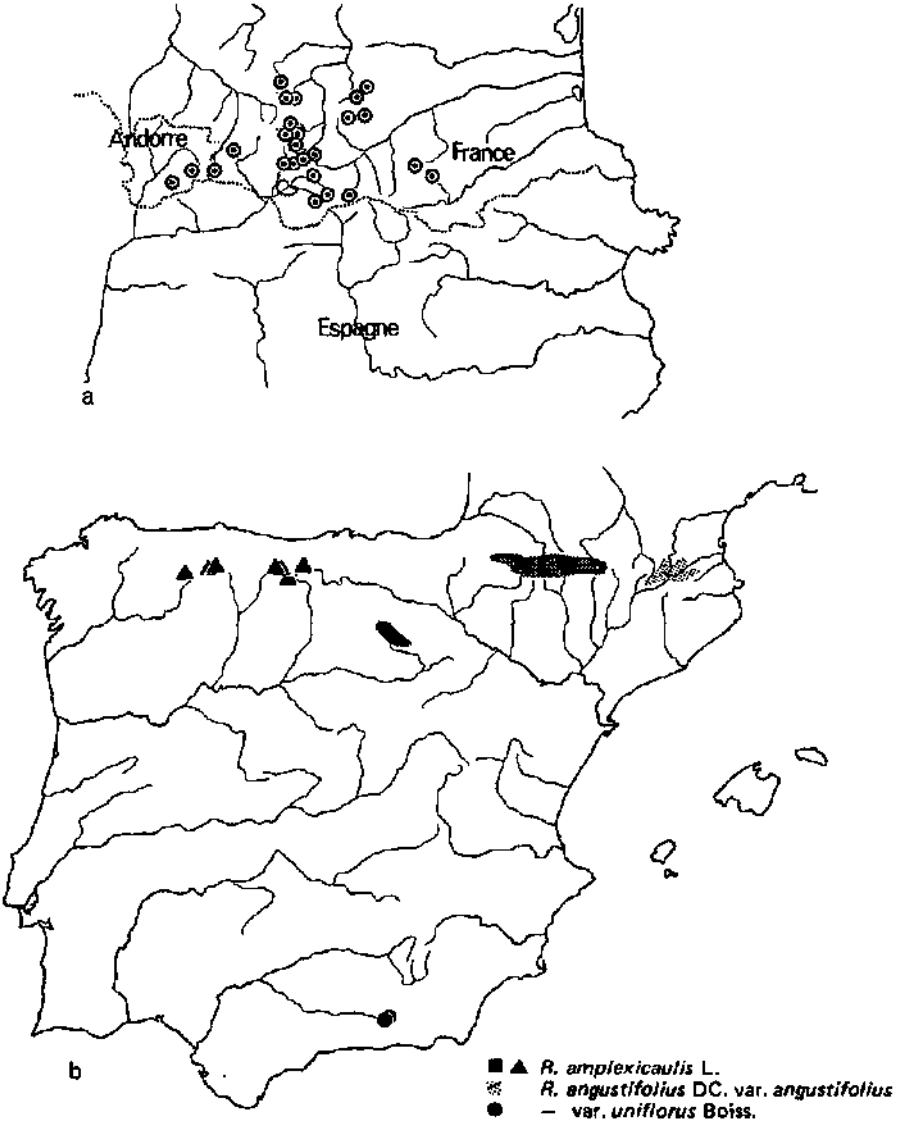 Andorre
France
Espagne
a
b
R. amplexicaulis L.
R. angustifolius DC. var. angustifolius
— var. uniflorus Boiss.